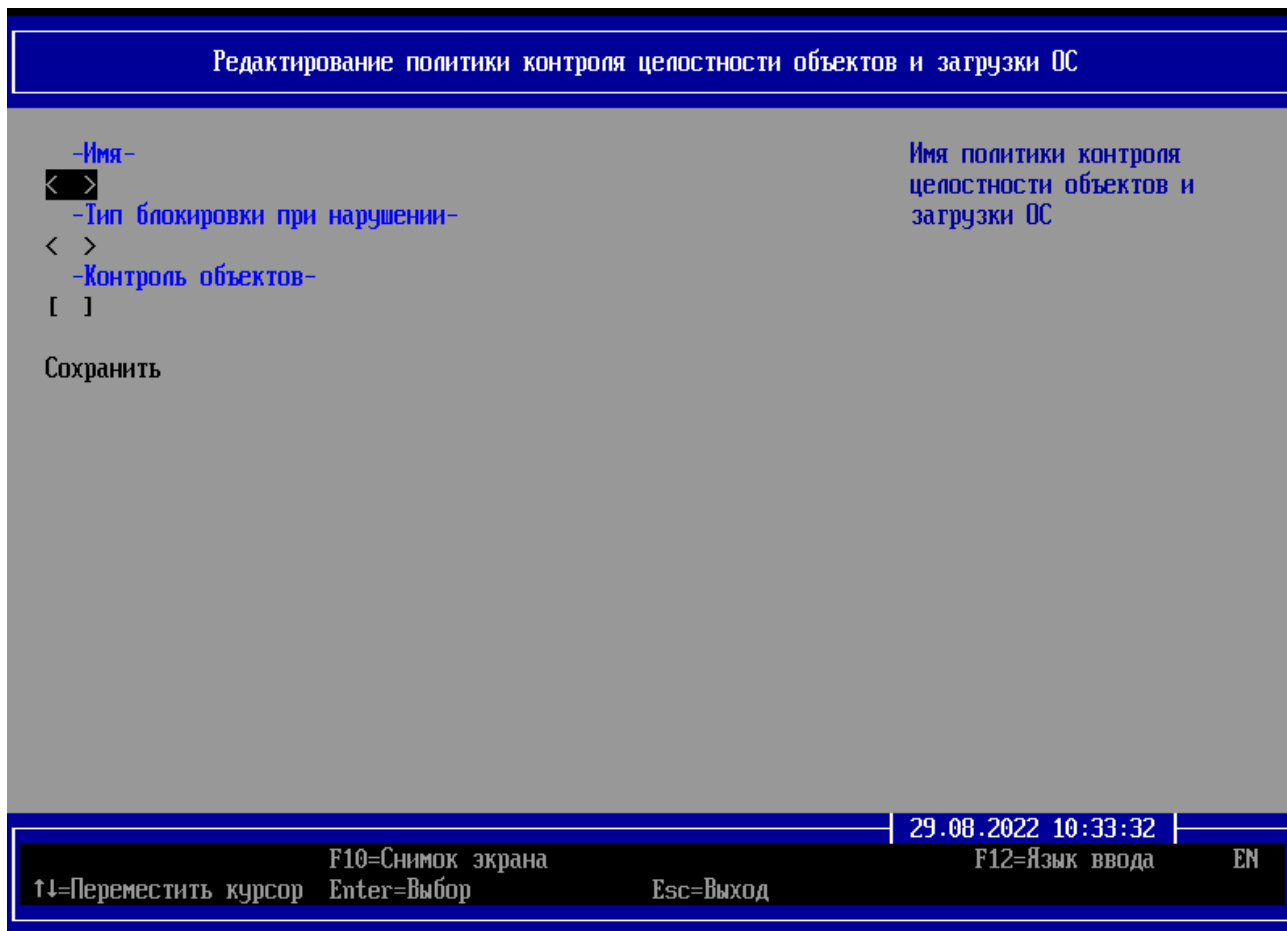 Редактирование политики контроля целостности объектов и загрузки ОС
-Имя-
< >
-Тип блокировки при нарушении-
< >
-Контроль объектов-
[ ]
Сохранить
Имя политики контроля
целостности объектов и
загрузки ОС
29.08.2022 10:33:32
F10=Снимок экрана F12=Язык ввода EN
↑↓=Переместить курсор Enter=Выбор Esc=Выход